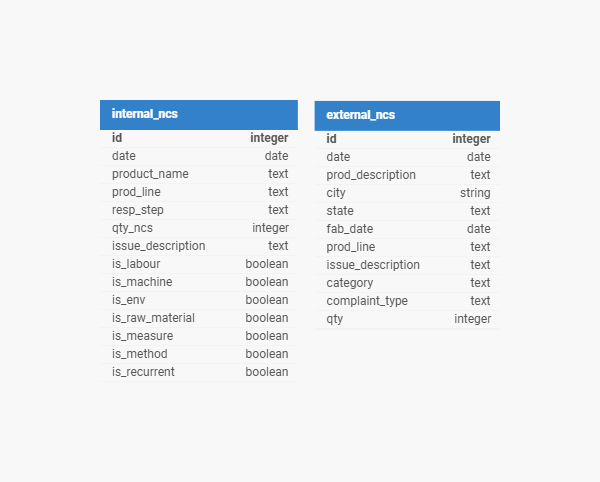 internal_ncs
id integer
date date
product_name text
prod_line text
resp_step text
qty_ncs integer
issue_description text
is_labour boolean
is_machine boolean
is_env boolean
is_raw_material boolean
is_measure boolean
is_method boolean
is_recurrent boolean
external_ncs
id integer
date date
prod_description text
city string
state text
fab_date date
prod_line text
issue_description text
category text
complaint_type text
qty integer